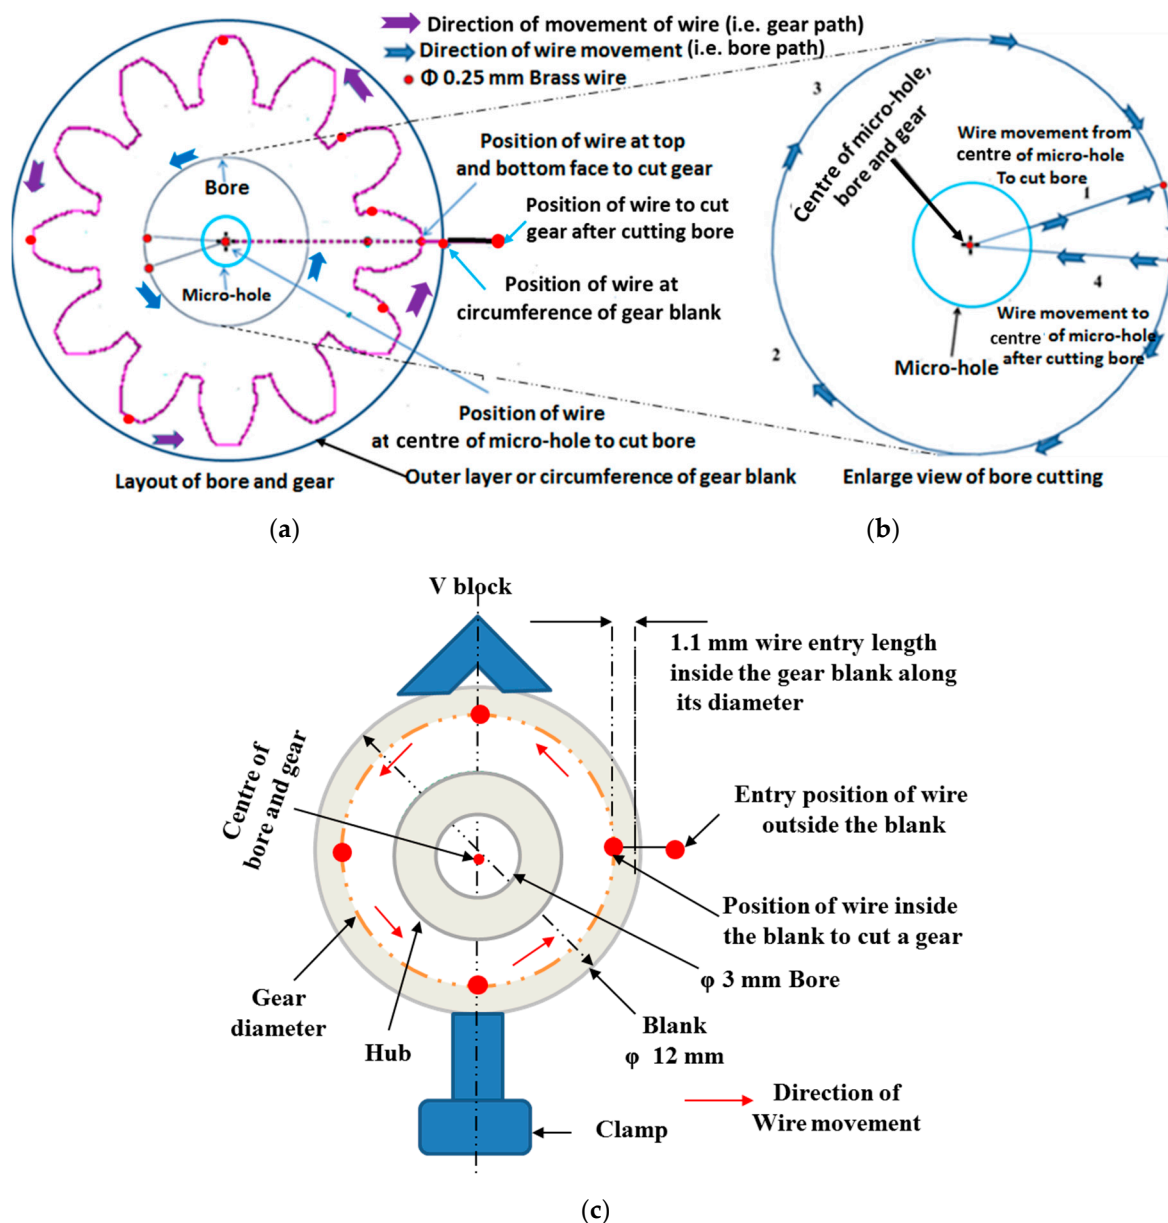 Direction of movement of wire (i.e. gear path)
Direction of wire movement (i.e. bore path)
Φ 0.25 mm Brass wire
Position of wire at top
and bottom face to cut gear
Position of wire to cut
gear after cutting bore
Bore
Micro-hole
Position of wire at
circumference of gear blank
Position of wire
at centre of micro-hole to cut bore
Outer layer or circumference of gear blank
Layout of bore and gear
(a)
3
Centre of micro-hole,
bore and gear
Wire movement from
centre of micro-hole
To cut bore
1
4
Wire movement to
centre of micro-hole
after cutting bore
2
Micro-hole
Enlarge view of bore cutting
(b)
V block
1.1 mm wire entry length
inside the gear blank along
its diameter
Centre of
bore and gear
Entry position of wire
outside the blank
Position of wire inside
the blank to cut a gear
φ 3 mm Bore
Gear
diameter
Hub
Blank
φ 12 mm
Direction of
Wire movement
Clamp
(c)